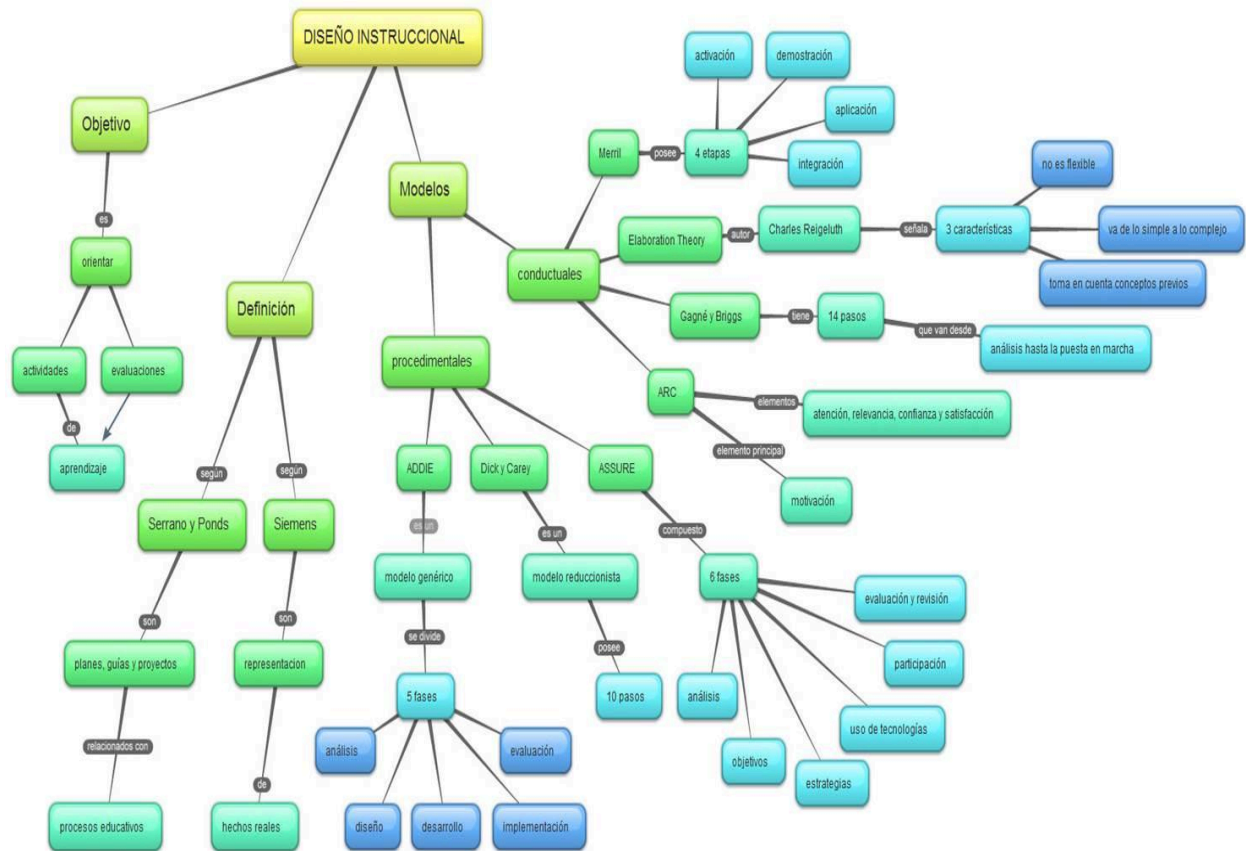 DISEÑO INSTRUCCIONAL
Objetivo
es
orientar
actividades
evaluaciones
de
aprendizaje
Definición
según
según
Serrano y Ponds
Siemens
son
son
planes, guías y proyectos
representacion
relacionados con
de
procesos educativos
hechos reales
Modelos
procedimentales
ADDIE
Dick y Carey
ASSURE
es un
es un
compuesto
modelo genérico
modelo reduccionista
6 fases
se divide
posee
5 fases
10 pasos
análisis
evaluación
diseño
desarrollo
implementación
análisis
objetivos
estrategias
uso de tecnologías
participación
evaluación y revisión
conductuales
Merril
posee
4 etapas
activación
demostración
aplicación
integración
Elaboration Theory
autor
Charles Reigeluth
señala
3 características
no es flexible
va de lo simple a lo complejo
toma en cuenta conceptos previos
Gagné y Briggs
tiene
14 pasos
que van desde
análisis hasta la puesta en marcha
ARC
elementos
atención, relevancia, confianza y satisfacción
elemento principal
motivación